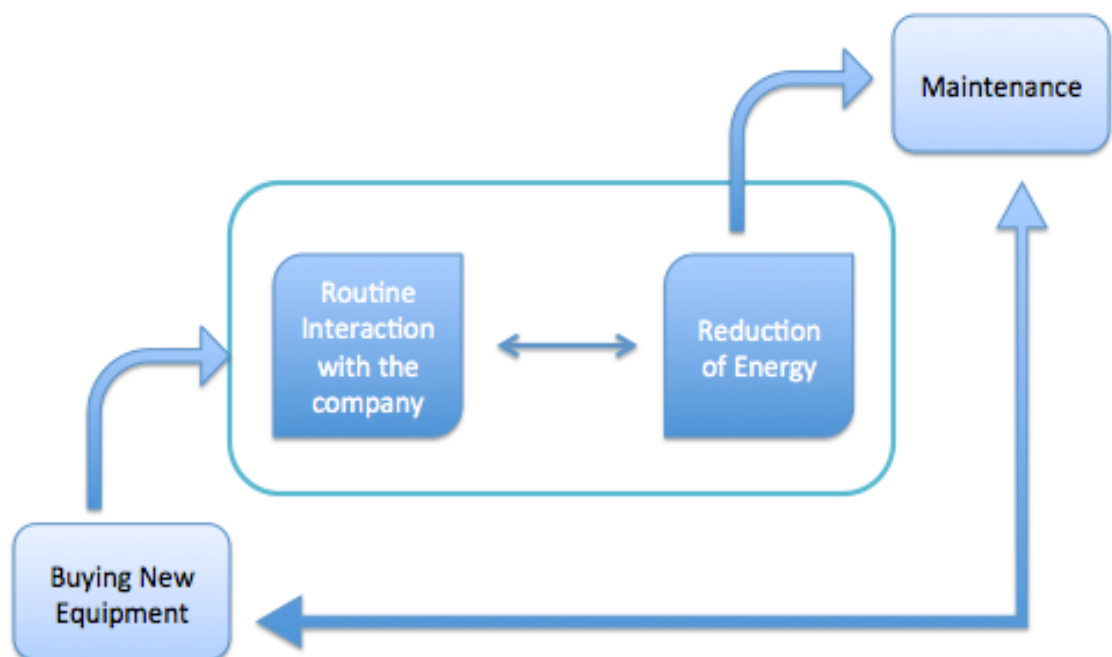 Maintenance
Routine
Interaction
with the
company
Reduction
of Energy
Buying New
Equipment